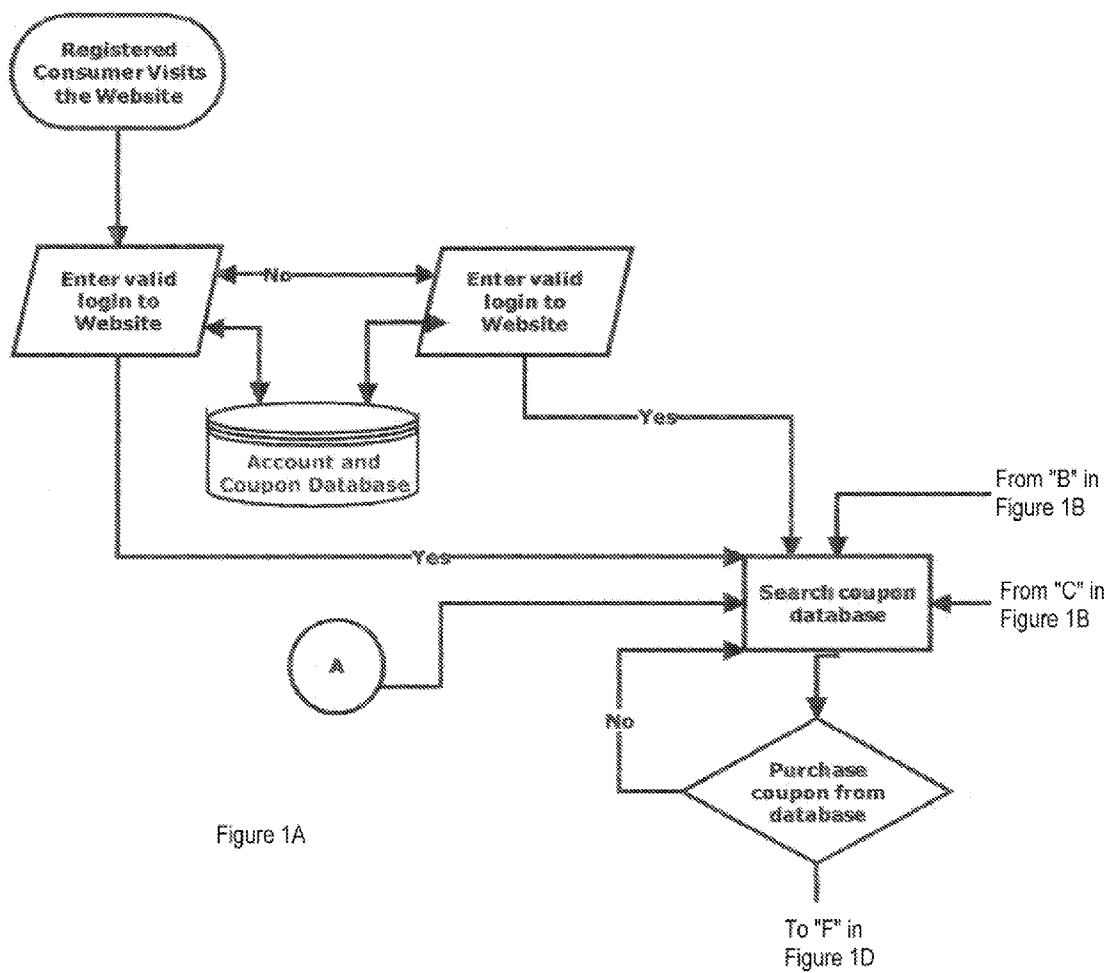 Registered
Consumer Visits
the Website
Enter valid
login to
Website
No
Enter valid
login to
Website
Account and
Coupon Database
Yes
From "B" in
Figure 1B
Yes
Search coupon
database
From "C" in
Figure 1B
A
No
Purchase
coupon from
database
Figure 1A
To "F" in
Figure 1D